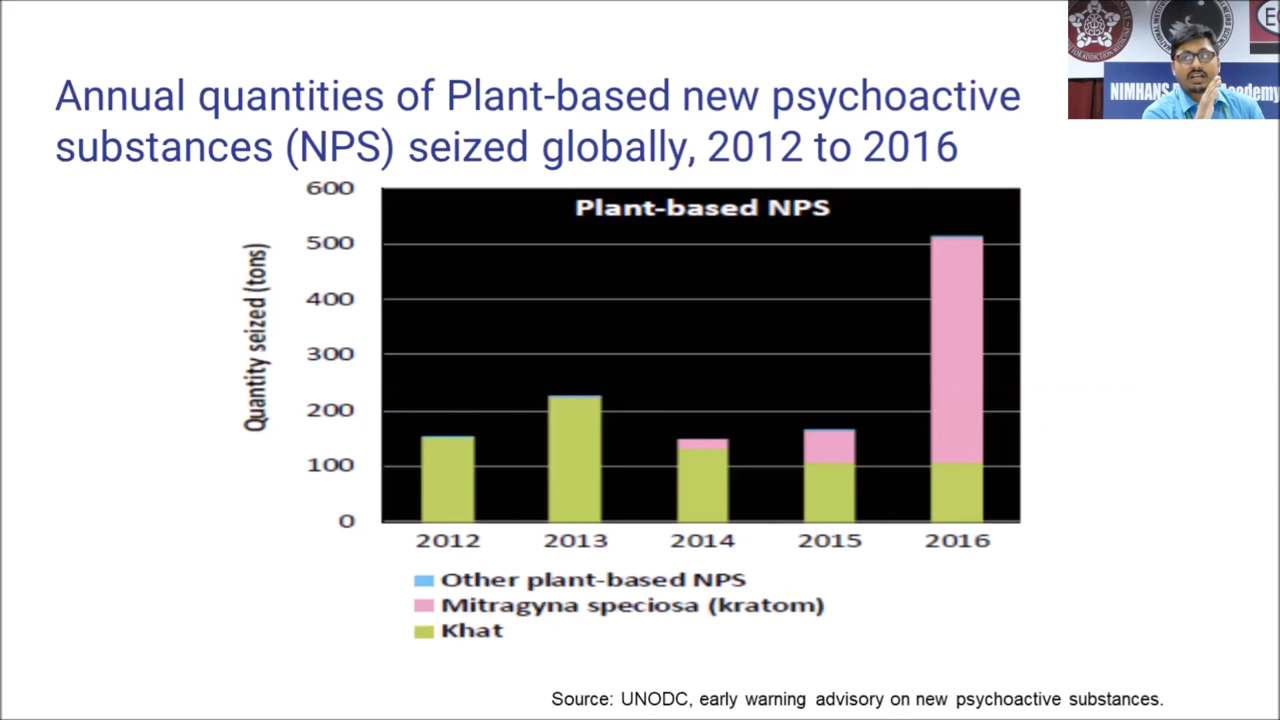 Annual quantities of Plant-based new psychoactive
substances (NPS) seized globally, 2012 to 2016
NIMHANS
Academy
Plant-based NPS
Quantity seized (tons)
600
500
400
300
200
100
0
2012 2013 2014 2015 2016
Other plant-based NPS
Mitragyna speciosa (kratom)
Khat
Source: UNODC, early warning advisory on new psychoactive substances.